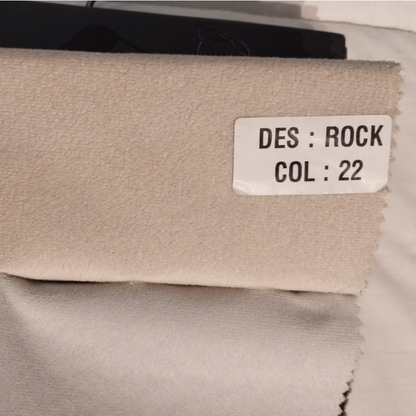 DES : ROCK
COL : 22